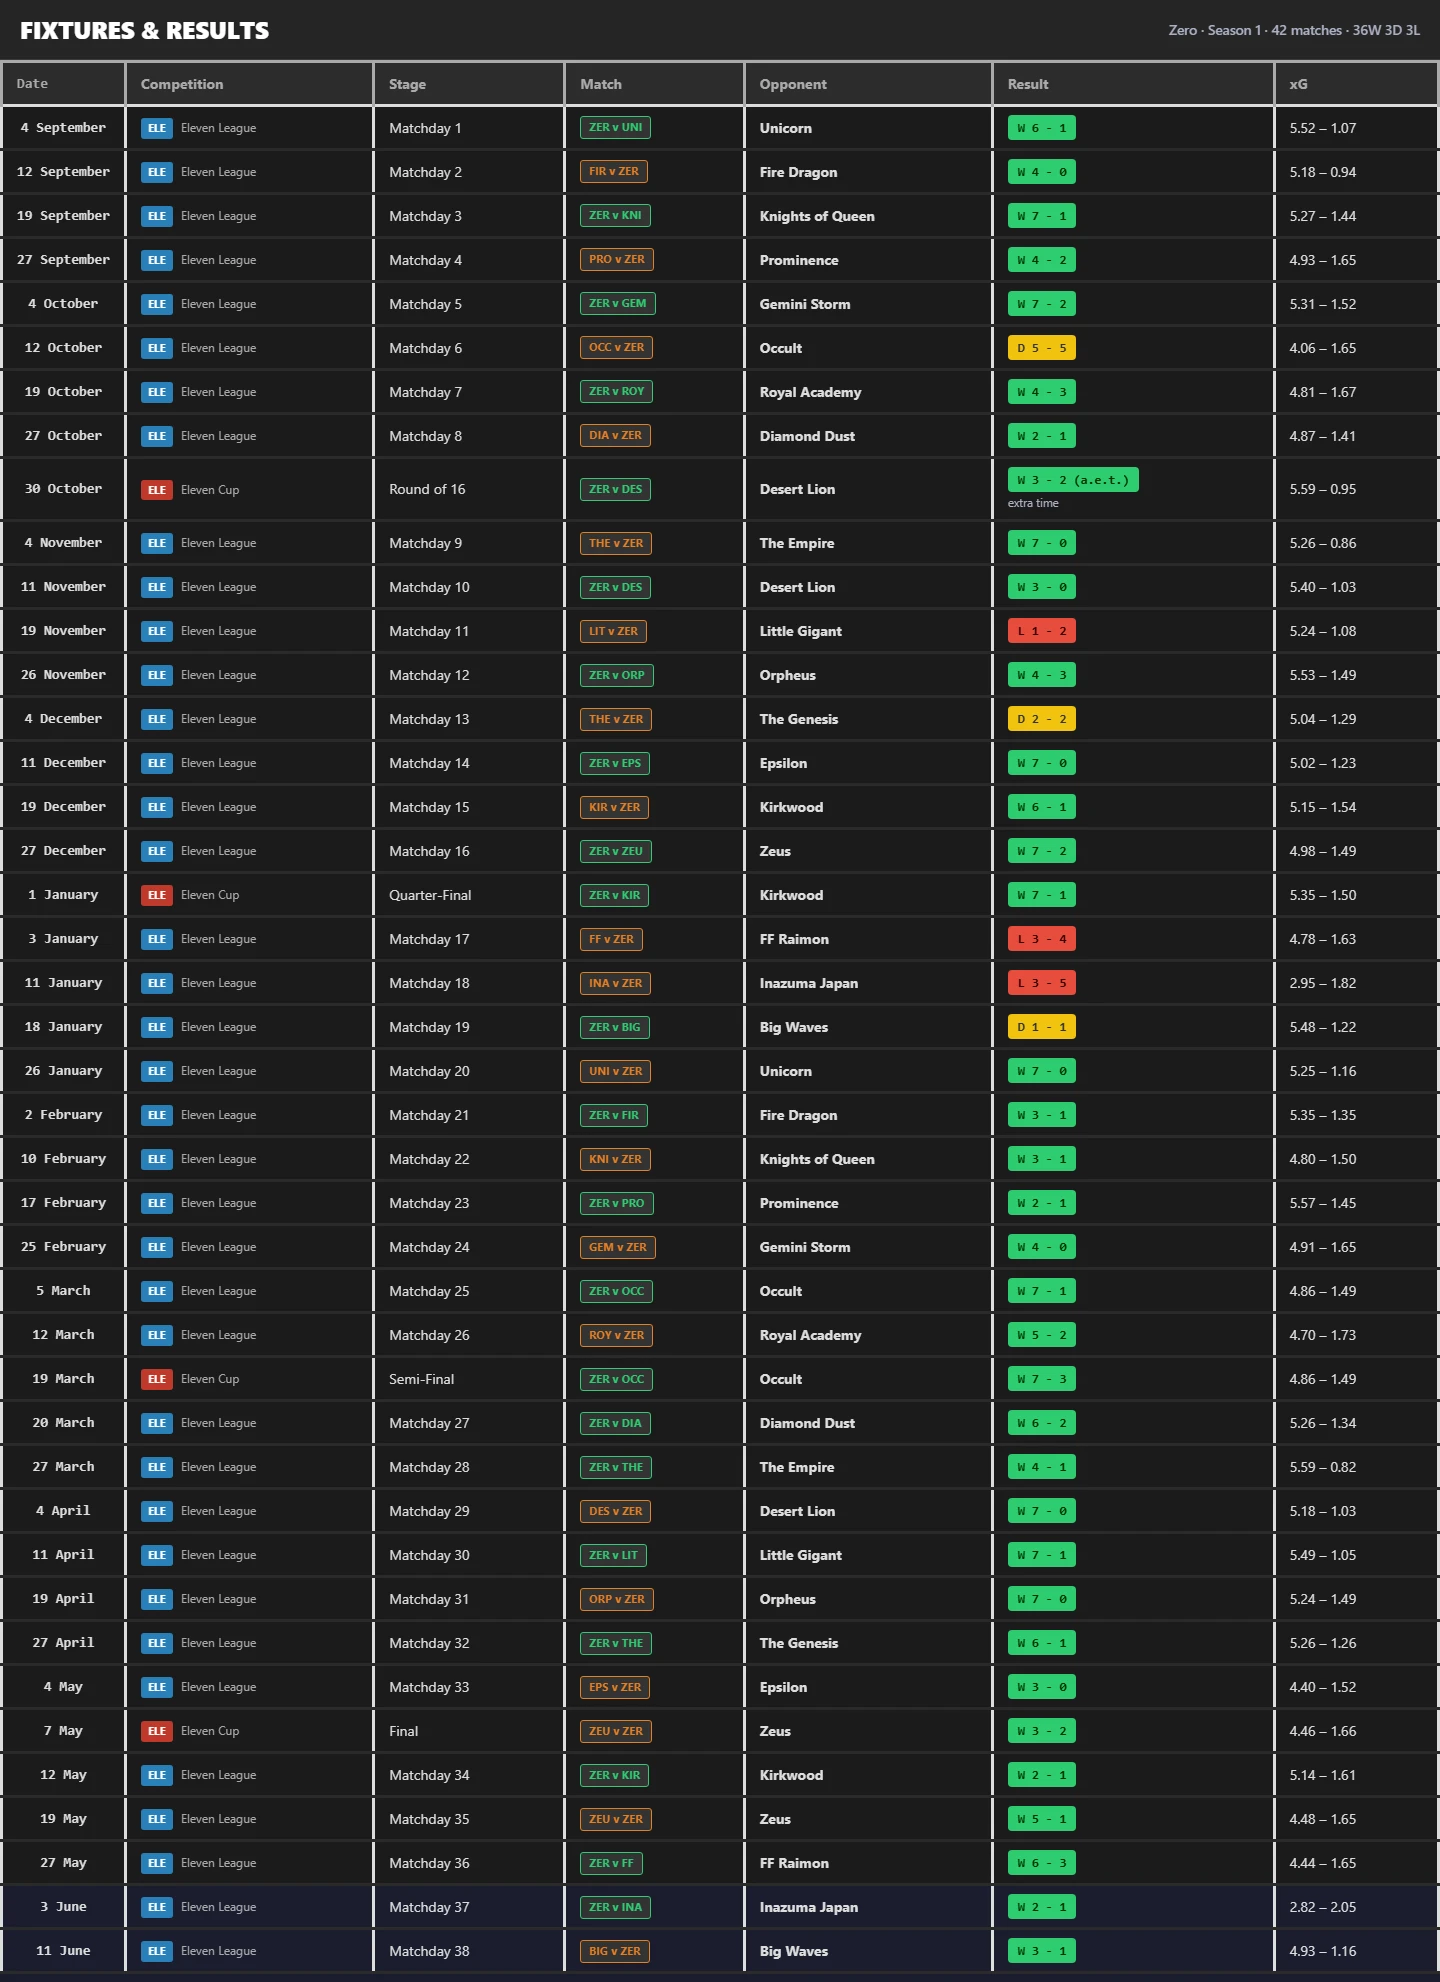 FIXTURES & RESULTS
Zero · Season 1 · 42 matches · 36W 3D 3L
Date Competition Stage Match Opponent Result xG
4 September ELE Eleven League Matchday 1 ZER v UNI Unicorn W 6 - 1 5.52 – 1.07
12 September ELE Eleven League Matchday 2 FIR v ZER Fire Dragon W 4 - 0 5.18 – 0.94
19 September ELE Eleven League Matchday 3 ZER v KNI Knights of Queen W 7 - 1 5.27 – 1.44
27 September ELE Eleven League Matchday 4 PRO v ZER Prominence W 4 - 2 4.93 – 1.65
4 October ELE Eleven League Matchday 5 ZER v GEM Gemini Storm W 7 - 2 5.31 – 1.52
12 October ELE Eleven League Matchday 6 OCC v ZER Occult D 5 - 5 4.06 – 1.65
19 October ELE Eleven League Matchday 7 ZER v ROY Royal Academy W 4 - 3 4.81 – 1.67
27 October ELE Eleven League Matchday 8 DIA v ZER Diamond Dust W 2 - 1 4.87 – 1.41
30 October ELE Eleven Cup Round of 16 ZER v DES Desert Lion W 3 - 2 (a.e.t.) 5.59 – 0.95
extra time
4 November ELE Eleven League Matchday 9 THE v ZER The Empire W 7 - 0 5.26 – 0.86
11 November ELE Eleven League Matchday 10 ZER v DES Desert Lion W 3 - 0 5.40 – 1.03
19 November ELE Eleven League Matchday 11 LIT v ZER Little Gigant L 1 - 2 5.24 – 1.08
26 November ELE Eleven League Matchday 12 ZER v ORP Orpheus W 4 - 3 5.53 – 1.49
4 December ELE Eleven League Matchday 13 THE v ZER The Genesis D 2 - 2 5.04 – 1.29
11 December ELE Eleven League Matchday 14 ZER v EPS Epsilon W 7 - 0 5.02 – 1.23
19 December ELE Eleven League Matchday 15 KIR v ZER Kirkwood W 6 - 1 5.15 – 1.54
27 December ELE Eleven League Matchday 16 ZER v ZEU Zeus W 7 - 2 4.98 – 1.49
1 January ELE Eleven Cup Quarter-Final ZER v KIR Kirkwood W 7 - 1 5.35 – 1.50
3 January ELE Eleven League Matchday 17 FF v ZER FF Raimon L 3 - 4 4.78 – 1.63
11 January ELE Eleven League Matchday 18 INA v ZER Inazuma Japan L 3 - 5 2.95 – 1.82
18 January ELE Eleven League Matchday 19 ZER v BIG Big Waves D 1 - 1 5.48 – 1.22
26 January ELE Eleven League Matchday 20 UNI v ZER Unicorn W 7 - 0 5.25 – 1.16
2 February ELE Eleven League Matchday 21 ZER v FIR Fire Dragon W 3 - 1 5.35 – 1.35
10 February ELE Eleven League Matchday 22 KNI v ZER Knights of Queen W 3 - 1 4.80 – 1.50
17 February ELE Eleven League Matchday 23 ZER v PRO Prominence W 2 - 1 5.57 – 1.45
25 February ELE Eleven League Matchday 24 GEM v ZER Gemini Storm W 4 - 0 4.91 – 1.65
5 March ELE Eleven League Matchday 25 ZER v OCC Occult W 7 - 1 4.86 – 1.49
12 March ELE Eleven League Matchday 26 ROY v ZER Royal Academy W 5 - 2 4.70 – 1.73
19 March ELE Eleven Cup Semi-Final ZER v OCC Occult W 7 - 3 4.86 – 1.49
20 March ELE Eleven League Matchday 27 ZER v DIA Diamond Dust W 6 - 2 5.26 – 1.34
27 March ELE Eleven League Matchday 28 ZER v THE The Empire W 4 - 1 5.59 – 0.82
4 April ELE Eleven League Matchday 29 DES v ZER Desert Lion W 7 - 0 5.18 – 1.03
11 April ELE Eleven League Matchday 30 ZER v LIT Little Gigant W 7 - 1 5.49 – 1.05
19 April ELE Eleven League Matchday 31 ORP v ZER Orpheus W 7 - 0 5.24 – 1.49
27 April ELE Eleven League Matchday 32 ZER v THE The Genesis W 6 - 1 5.26 – 1.26
4 May ELE Eleven League Matchday 33 EPS v ZER Epsilon W 3 - 0 4.40 – 1.52
7 May ELE Eleven Cup Final ZEU v ZER Zeus W 3 - 2 4.46 – 1.66
12 May ELE Eleven League Matchday 34 ZER v KIR Kirkwood W 2 - 1 5.14 – 1.61
19 May ELE Eleven League Matchday 35 ZEU v ZER Zeus W 5 - 1 4.48 – 1.65
27 May ELE Eleven League Matchday 36 ZER v FF FF Raimon W 6 - 3 4.44 – 1.65
3 June ELE Eleven League Matchday 37 ZER v INA Inazuma Japan W 2 - 1 2.82 – 2.05
11 June ELE Eleven League Matchday 38 BIG v ZER Big Waves W 3 - 1 4.93 – 1.16